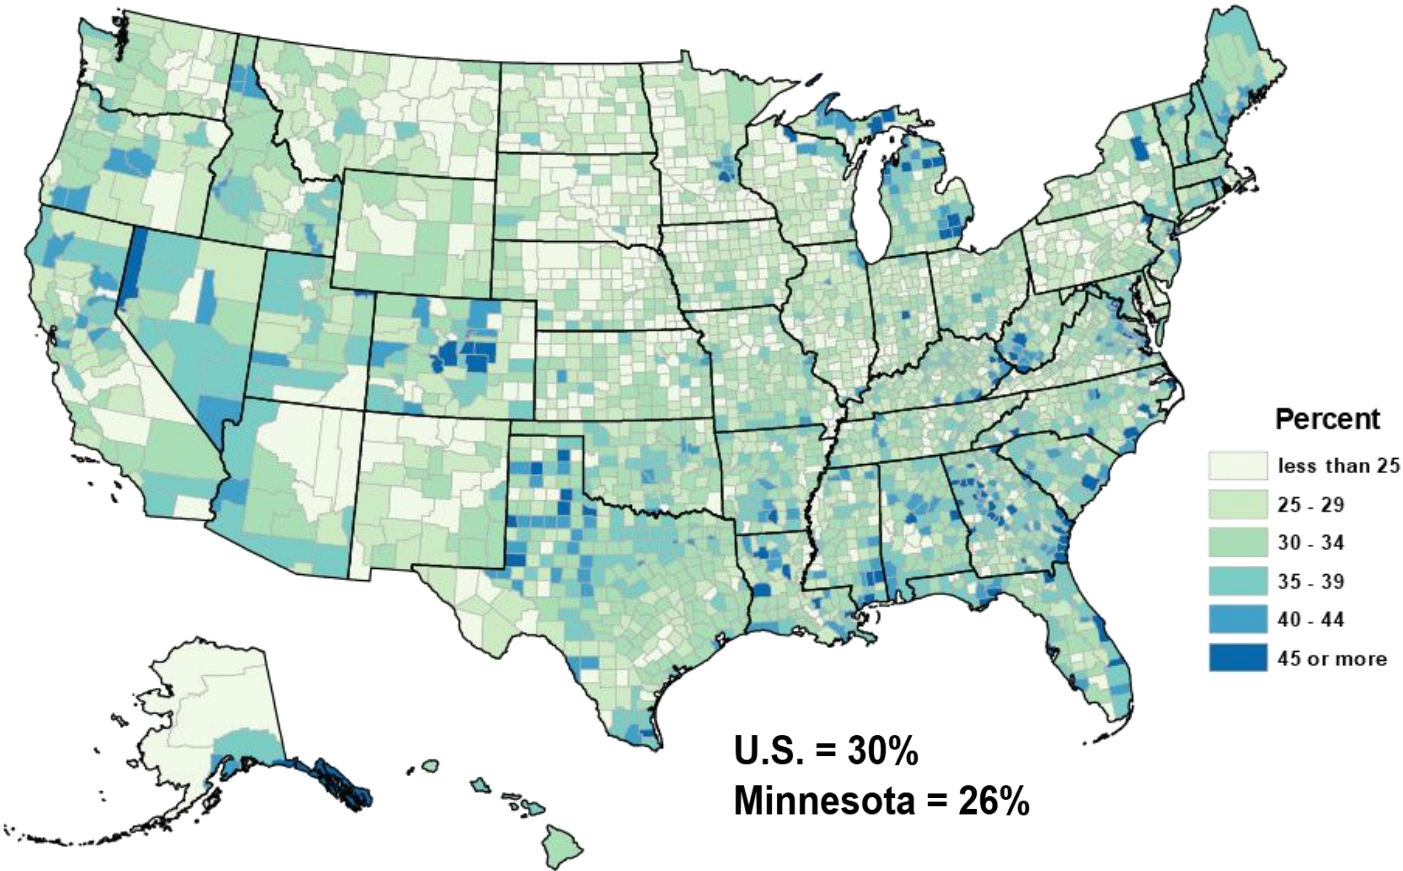 Percent
less than 25
25 - 29
30 - 34
35 - 39
40 - 44
45 or more
U.S. = 30%
Minnesota = 26%